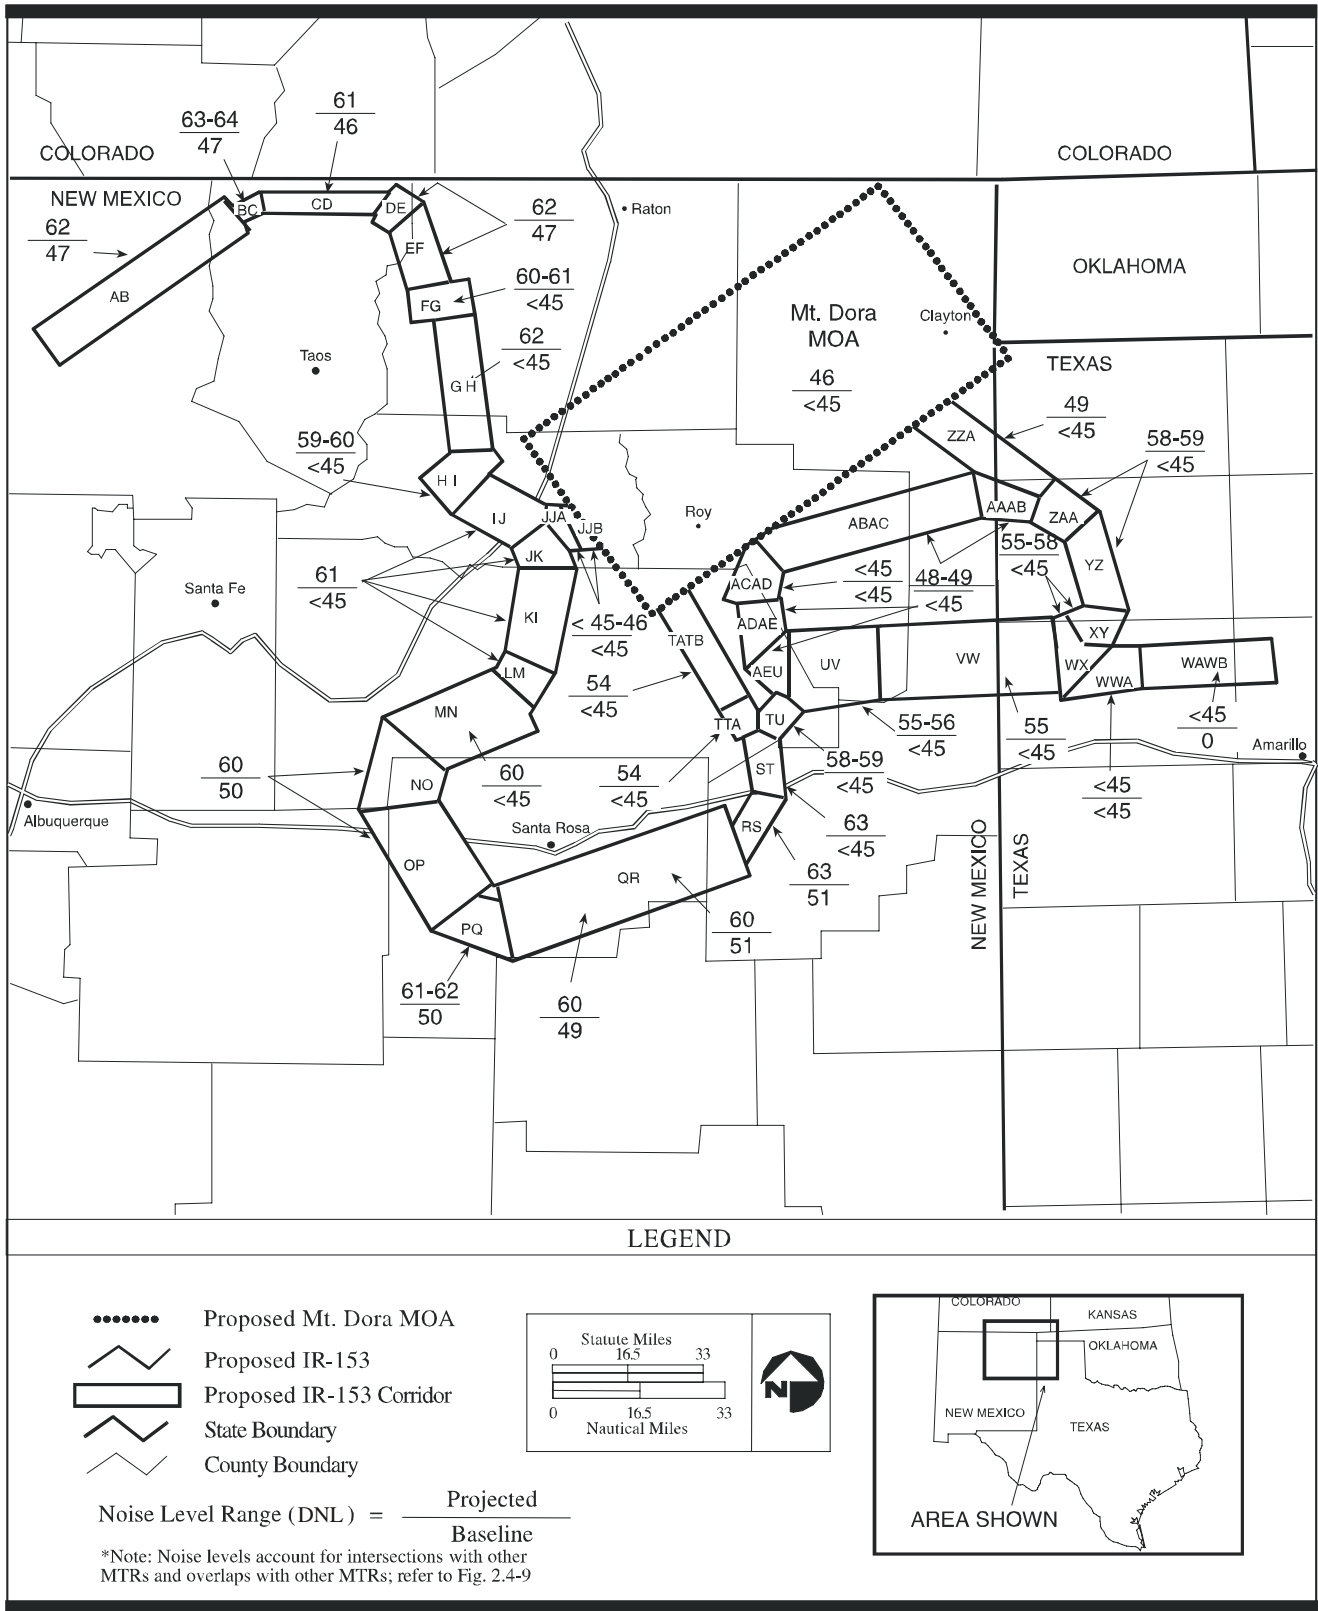 61
46
63-64
47
COLORADO
COLORADO
NEW MEXICO
BC
CD
DE
62
47
Raton
62
47
EF
OKLAHOMA
AB
60-61
<45
FG
Mt. Dora
MOA
Clayton
Taos
62
<45
TEXAS
GH
46
<45
49
<45
59-60
<45
ZZA
58-59
<45
HI
IJ
JJA
JJB
Roy
ABAC
AAAB
ZAA
JK
55-58
<45
YZ
Santa Fe
61
<45
ACAD
<45
<45
48-49
<45
KI
< 45-46
<45
ADAE
TATB
XY
LM
AEU
UV
VW
WX
WAWB
WWA
54
<45
MN
TTA
TU
55-56
<45
55
<45
<45
0
Amarillo
60
50
NO
60
<45
54
<45
ST
58-59
<45
<45
<45
Albuquerque
Santa Rosa
RS
63
<45
NEW MEXICO
TEXAS
OP
QR
63
51
PQ
60
51
61-62
50
60
49
LEGEND
Proposed Mt. Dora MOA
Proposed IR-153
Proposed IR-153 Corridor
State Boundary
County Boundary
Noise Level Range (DNL) =
Projected
Baseline
*Note: Noise levels account for intersections with other
MTRs and overlaps with other MTRs; refer to Fig. 2.4-9
Statute Miles
0 16.5 33
0 16.5 33
Nautical Miles
N
COLORADO
KANSAS
OKLAHOMA
NEW MEXICO
TEXAS
AREA SHOWN